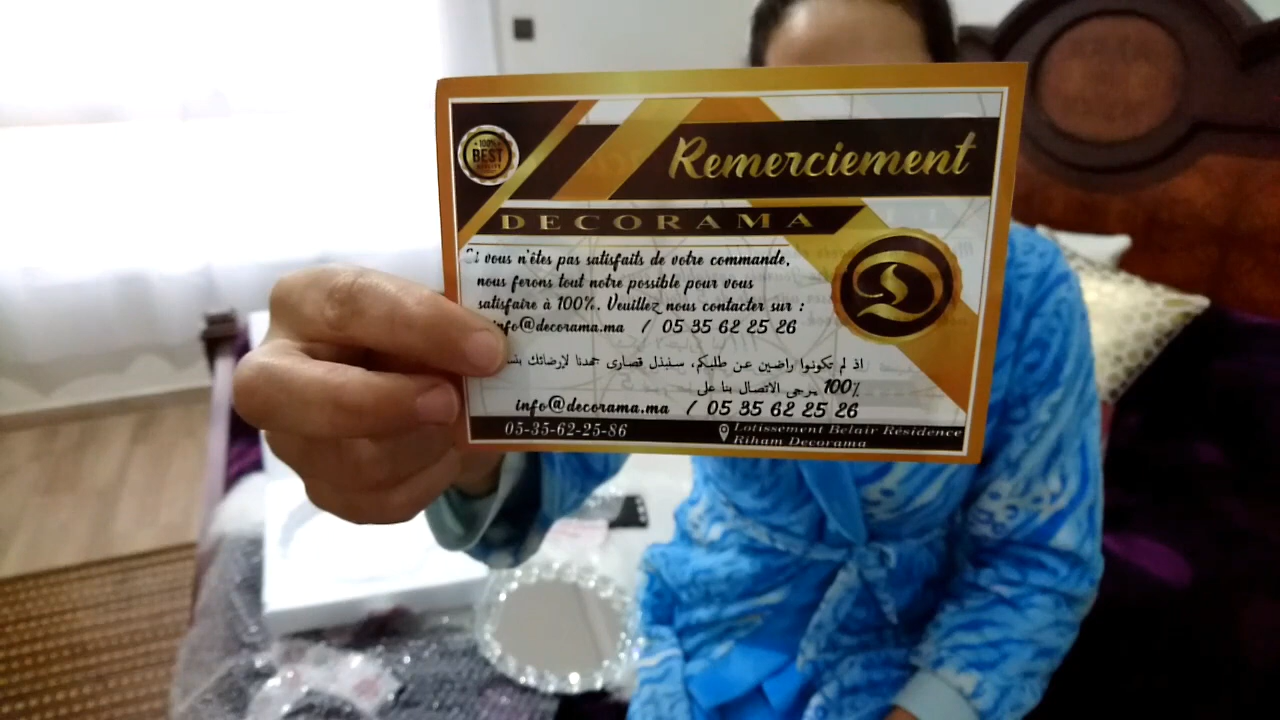 100%
BEST
Remerciement
DECORAMA
Si vous n'êtes pas satisfaits de votre commande,
nous ferons tout notre possible pour vous
satisfaire à 100%. Veuillez nous contacter sur :
info@decorama.ma / 05 35 62 25 26
اذ لم تكونوا راضين عن طلبكم، سنبذل قصارى جهدنا لإرضائك
100% يرجى الاتصال بنا على
info@decorama.ma / 05 35 62 25 26
05-35-62-25-86
Lotissement Belair Résidence
Riham Decorama